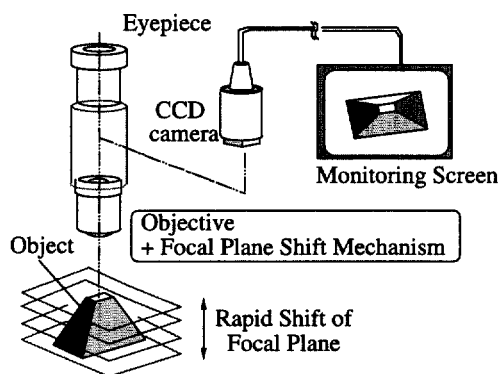 Eyepiece
CCD
camera
Monitoring Screen
Objective
+ Focal Plane Shift Mechanism
Object
Rapid Shift of
Focal Plane